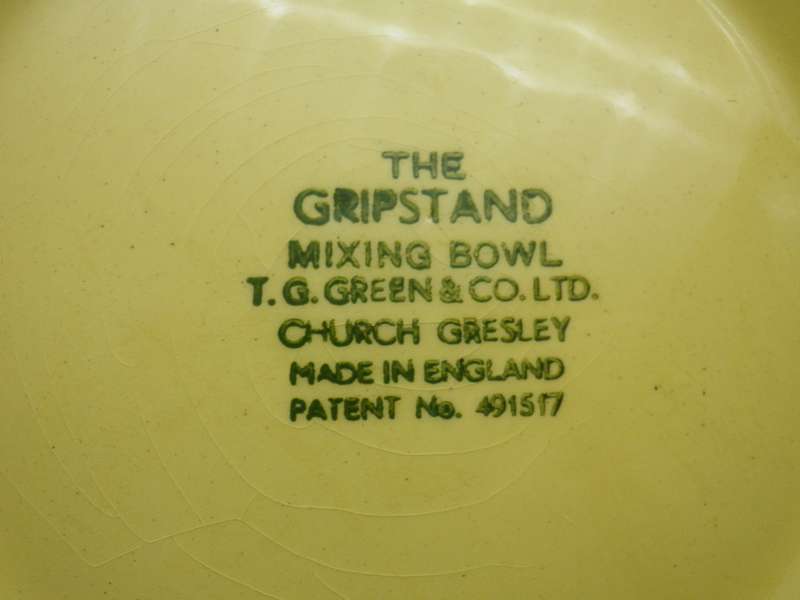 THE
GRIPSTAND
MIXING BOWL
T. G. GREEN & CO. LTD.
CHURCH GRESLEY
MADE IN ENGLAND
PATENT No. 491517